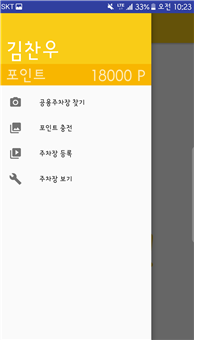 SKT 33% 오전 10:23
김찬우
포인트 18000 P
공용주차장 찾기
포인트 충전
주차장 등록
주차장 보기